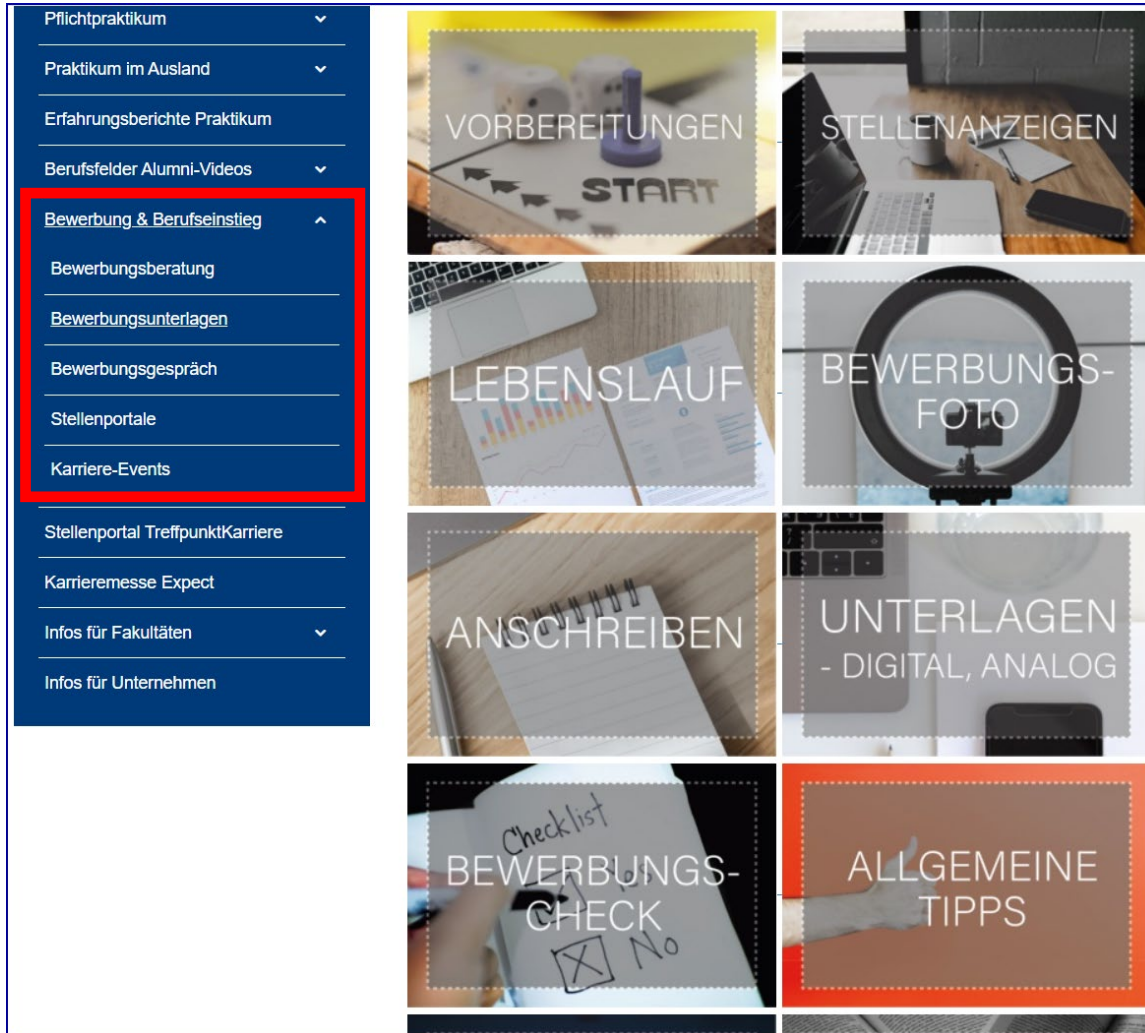 Pflichtpraktikum
Praktikum im Ausland
Erfahrungsberichte Praktikum
Berufsfelder Alumni-Videos
Bewerbung & Berufseinstieg
Bewerbungsberatung
Bewerbungsunterlagen
Bewerbungsgespräch
Stellenportale
Karriere-Events
Stellenportal TreffpunktKarriere
Karrieremesse Expect
Infos für Fakultäten
Infos für Unternehmen
VORBEREITUNGEN
START
STELLENANZEIGEN
LEBENSLAUF
BEWERBUNGS-
FOTO
ANSCHREIBEN
UNTERLAGEN
- DIGITAL, ANALOG
Checklist
Yes
No
BEWERBUNGS-
CHECK
ALLGEMEINE
TIPPS